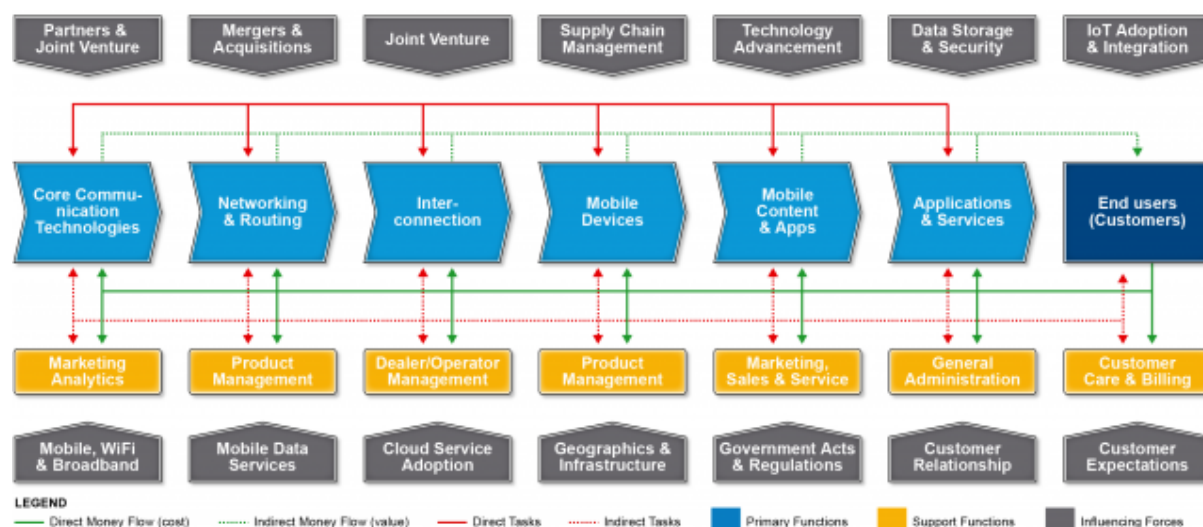 Partners &
Joint Venture
Mergers &
Acquisitions
Joint Venture
Supply Chain
Management
Technology
Advancement
Data Storage
& Security
IoT Adoption
& Integration
Core Commu-
nication
Technologies
Networking
& Routing
Inter-
connection
Mobile
Devices
Mobile
Content
& Apps
Applications
& Services
End users
(Customers)
Marketing
Analytics
Product
Management
Dealer/Operator
Management
Product
Management
Marketing,
Sales & Service
General
Administration
Customer
Care & Billing
Mobile, WiFi
& Broadband
Mobile Data
Services
Cloud Service
Adoption
Geographics &
Infrastructure
Government Acts
& Regulations
Customer
Relationship
Customer
Expectations
LEGEND
Direct Money Flow (cost)
Indirect Money Flow (value)
Direct Tasks
Indirect Tasks
Primary Functions
Support Functions
Influencing Forces